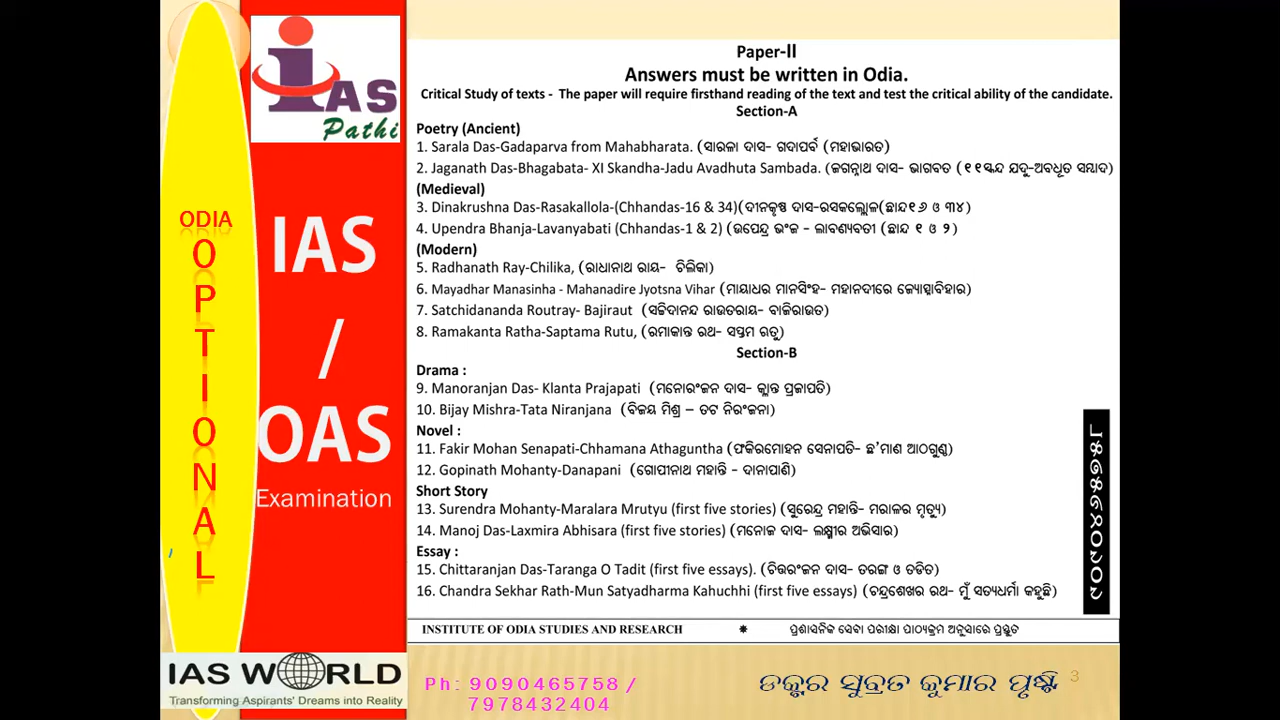 IAS
Pathi
ODIA
OPTIONAL
IAS
/
OAS
Examination
IAS WORLD
Transforming Aspirants' Dreams into Reality
Paper-II
Answers must be written in Odia.
Critical Study of texts - The paper will require firsthand reading of the text and test the critical ability of the candidate.
Section-A
Poetry (Ancient)
1. Sarala Das-Gadaparva from Mahabharata. (ସାରଳା ଦାସ- ଗଦାପର୍ବ (ମହାଭାରତ)
2. Jaganath Das-Bhagabata- XI Skandha-Jadu Avadhuta Sambada. (ଜଗନ୍ନାଥ ଦାସ- ଭାଗବତ (୧୧ସ୍କନ୍ଦ ଯଦୁ-ଅବଧୂତ ସମ୍ବାଦ)
(Medieval)
3. Dinakrushna Das-Rasakallola-(Chhandas-16 & 34)(ଦୀନକୃଷ୍ଣ ଦାସ-ରସକଲ୍ଲୋଳ(ଛାନ୍ଦ୧୬ ଓ ୩୪)
4. Upendra Bhanja-Lavanyabati (Chhandas-1 & 2) (ଉପେନ୍ଦ୍ର ଭଂଜ - ଲାବଣ୍ୟବତୀ (ଛାନ୍ଦ ୧ ଓ ୨)
(Modern)
5. Radhanath Ray-Chilika, (ରାଧାନାଥ ରାୟ- ଚିଲିକା)
6. Mayadhar Manasinha - Mahanadire Jyotsna Vihar (ମାୟାଧର ମାନସିଂହ- ମହାନଦୀରେ ଜ୍ୟୋତ୍ସ୍ନାବିହାର)
7. Satchidananda Routray- Bajiraut (ସଚ୍ଚିଦାନନ୍ଦ ରାଉତରାୟ- ବାଜିରାଉତ)
8. Ramakanta Ratha-Saptama Rutu, (ରମାକାନ୍ତ ରଥ- ସପ୍ତମ ଋତୁ)
Section-B
Drama :
9. Manoranjan Das- Klanta Prajapati (ମନୋରଂଜନ ଦାସ- କ୍ଲାନ୍ତ ପ୍ରଜାପତି)
10. Bijay Mishra-Tata Niranjana (ବିଜୟ ମିଶ୍ର – ତଟ ନିରଂଜନା)
Novel :
11. Fakir Mohan Senapati-Chhamana Athaguntha (ଫକିରମୋହନ ସେନାପତି- ଛ'ମାଣ ଆଠଗୁଣ୍ଠ)
12. Gopinath Mohanty-Danapani (ଗୋପୀନାଥ ମହାନ୍ତି - ଦାନାପାଣି)
Short Story
13. Surendra Mohanty-Maralara Mrutyu (first five stories) (ସୁରେନ୍ଦ୍ର ମହାନ୍ତି- ମରାଳର ମୃତ୍ୟୁ)
14. Manoj Das-Laxmira Abhisara (first five stories) (ମନୋଜ ଦାସ- ଲକ୍ଷ୍ମୀର ଅଭିସାର)
Essay :
15. Chittaranjan Das-Taranga O Tadit (first five essays). (ଚିତ୍ତରଂଜନ ଦାସ- ତରଙ୍ଗ ଓ ତଡିତ)
16. Chandra Sekhar Rath-Mun Satyadharma Kahuchhi (first five essays) (ଚନ୍ଦ୍ରଶେଖର ରଥ- ମୁଁ ସତ୍ୟଧର୍ମା କହୁଛି)
INSTITUTE OF ODIA STUDIES AND RESEARCH ✷ ପ୍ରଶାସନିକ ସେବା ପରୀକ୍ଷା ପାଠ୍ୟକ୍ରମ ଅନୁସାରେ ପ୍ରସ୍ତୁତ
Ph: 9090465758 /
7978432404
ଡକ୍ଟର ସୁବ୍ରତ କୁମାର ପୃଷ୍ଟି
3